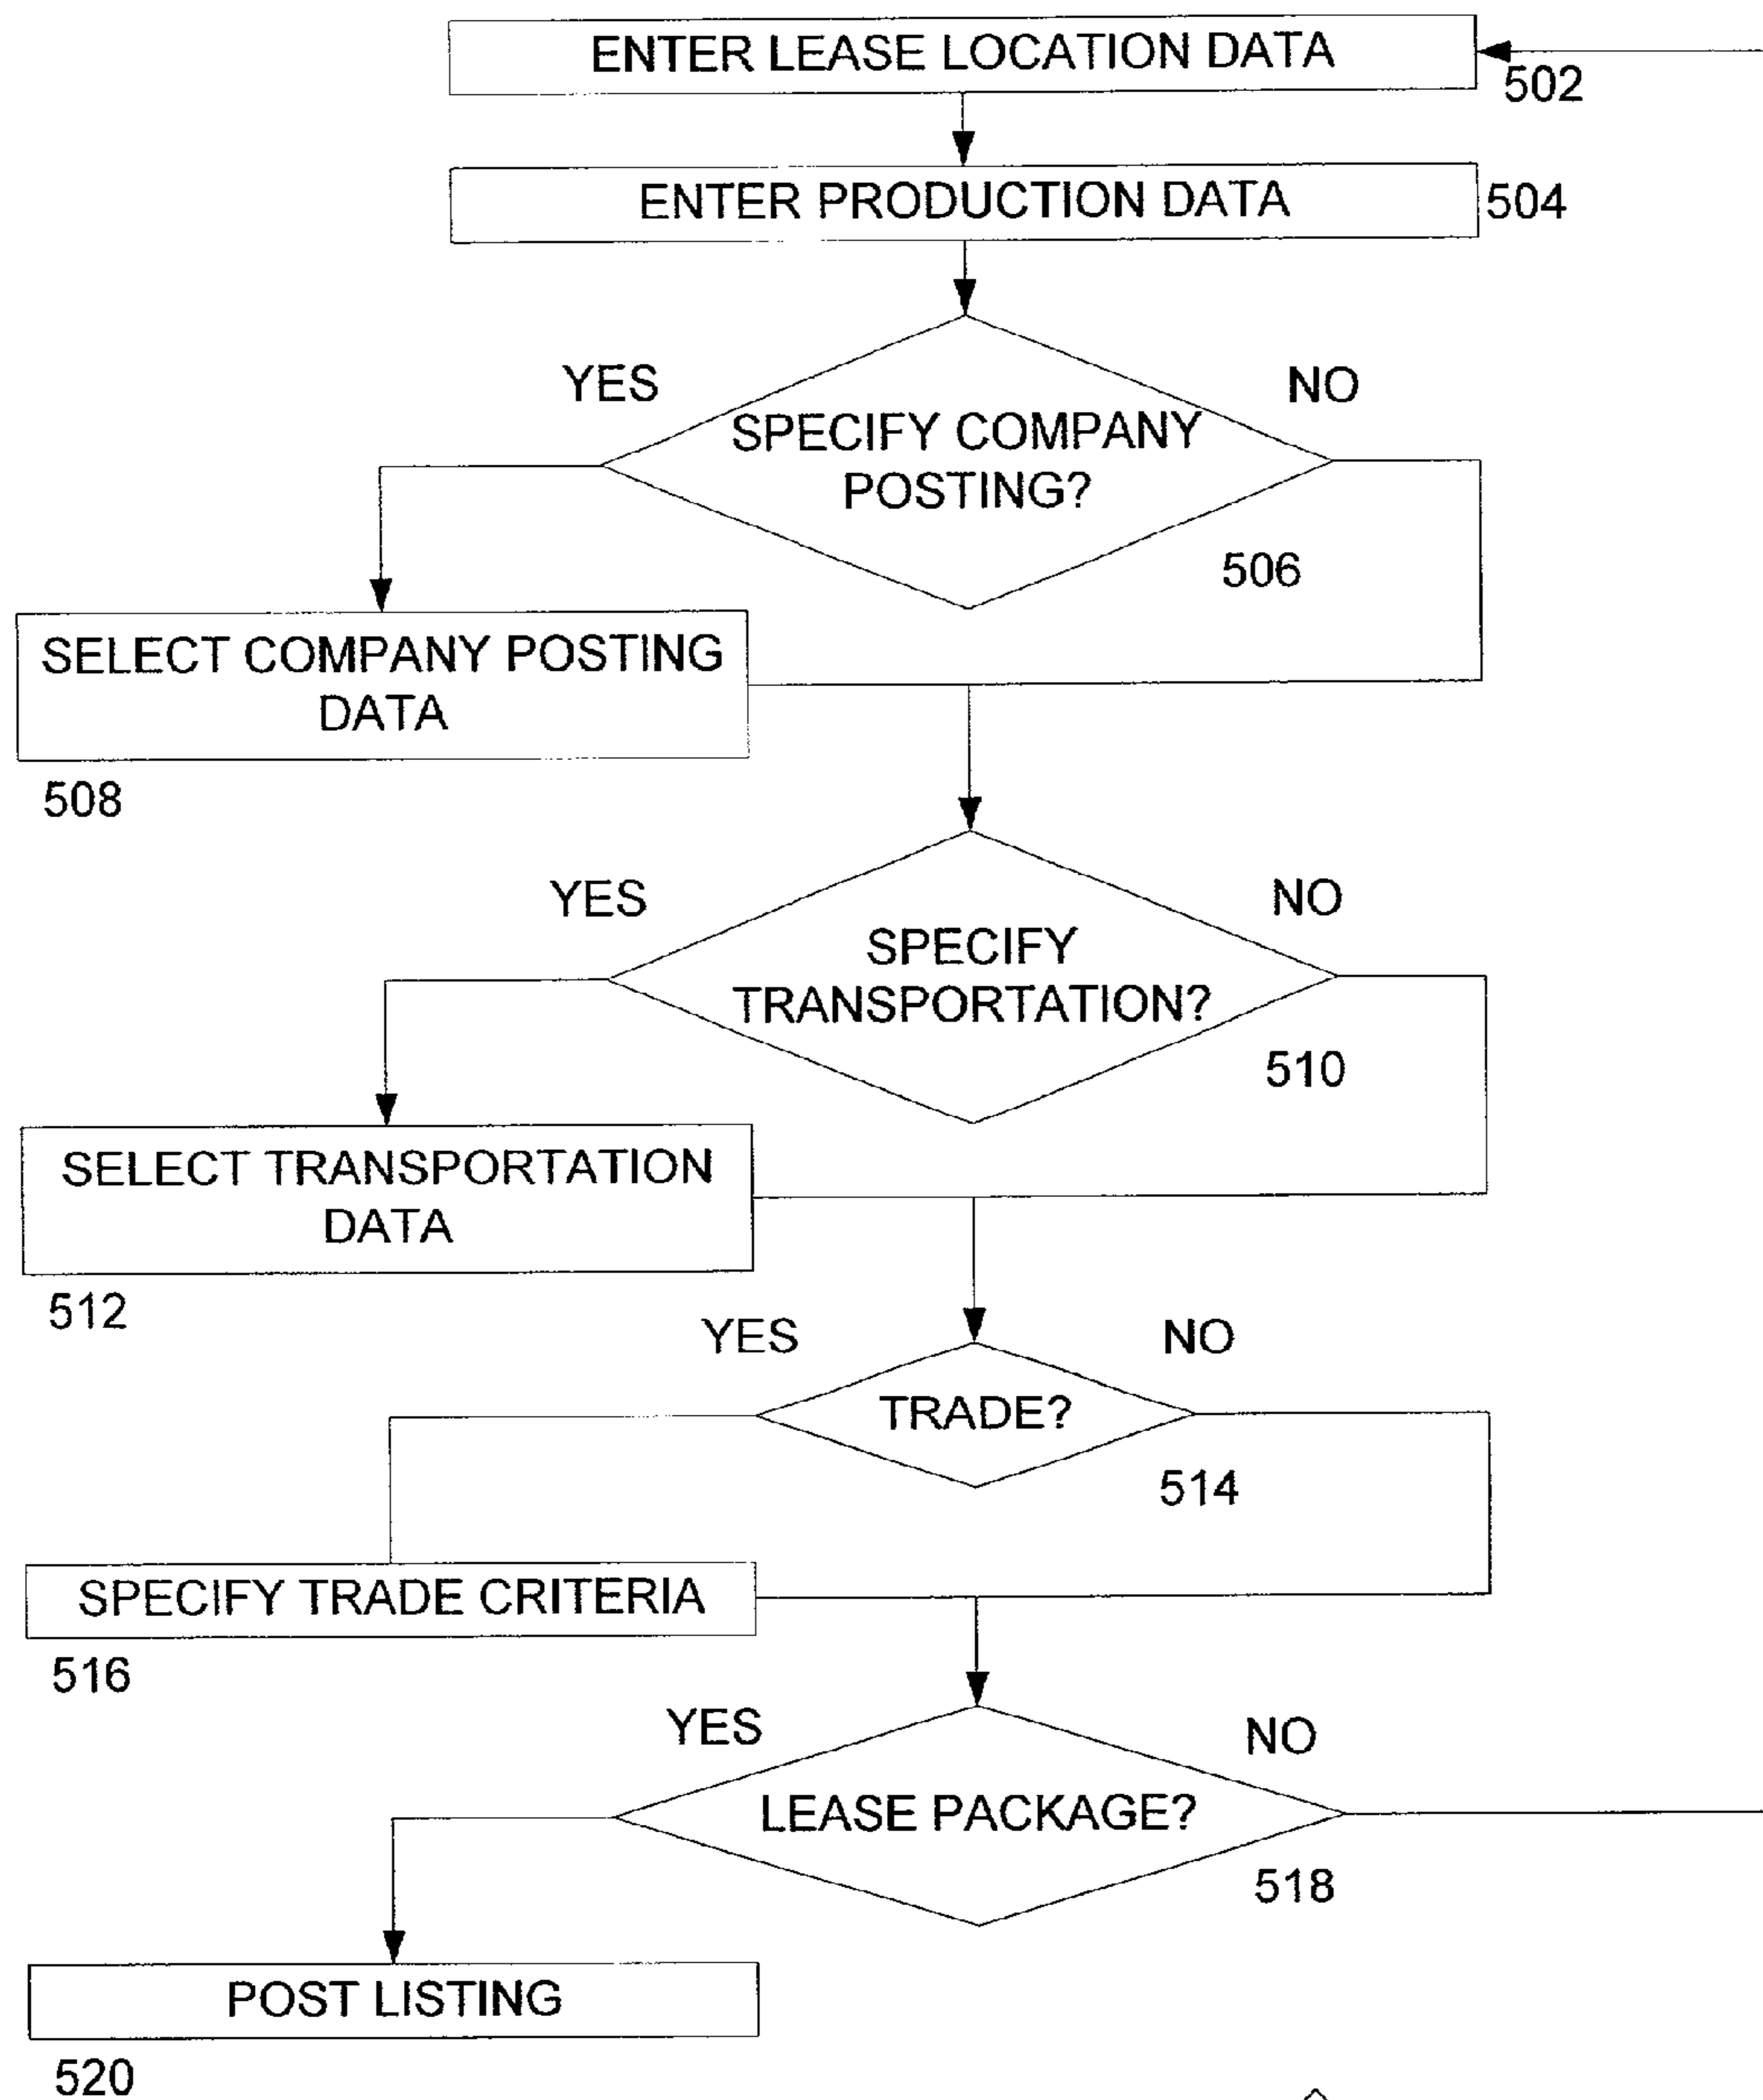 ENTER LEASE LOCATION DATA
502
ENTER PRODUCTION DATA
504
YES
NO
SPECIFY COMPANY
POSTING?
506
SELECT COMPANY POSTING
DATA
508
YES
NO
SPECIFY
TRANSPORTATION?
510
SELECT TRANSPORTATION
DATA
512
YES
NO
TRADE?
514
SPECIFY TRADE CRITERIA
516
YES
NO
LEASE PACKAGE?
518
POST LISTING
520